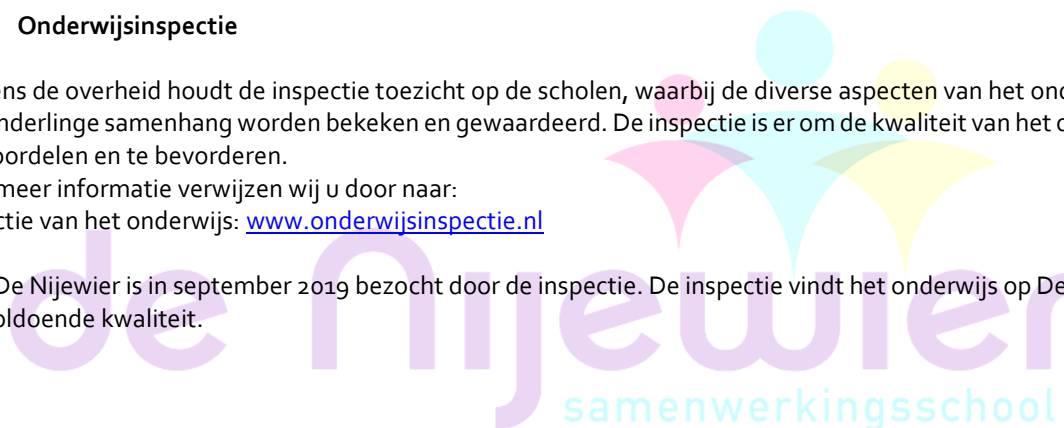 Onderwijsinspectie
ens de overheid houdt de inspectie toezicht op de scholen, waarbij de diverse aspecten van het ond
nderlinge samenhang worden bekeken en gewaardeerd. De inspectie is er om de kwaliteit van het o
oordelen en te bevorderen.
meer informatie verwijzen wij u door naar:
ctie van het onderwijs: www.onderwijsinspectie.nl
De Nijewier is in september 2019 bezocht door de inspectie. De inspectie vindt het onderwijs op De
oldoende kwaliteit.
de Nijewier
samenwerkingsschool